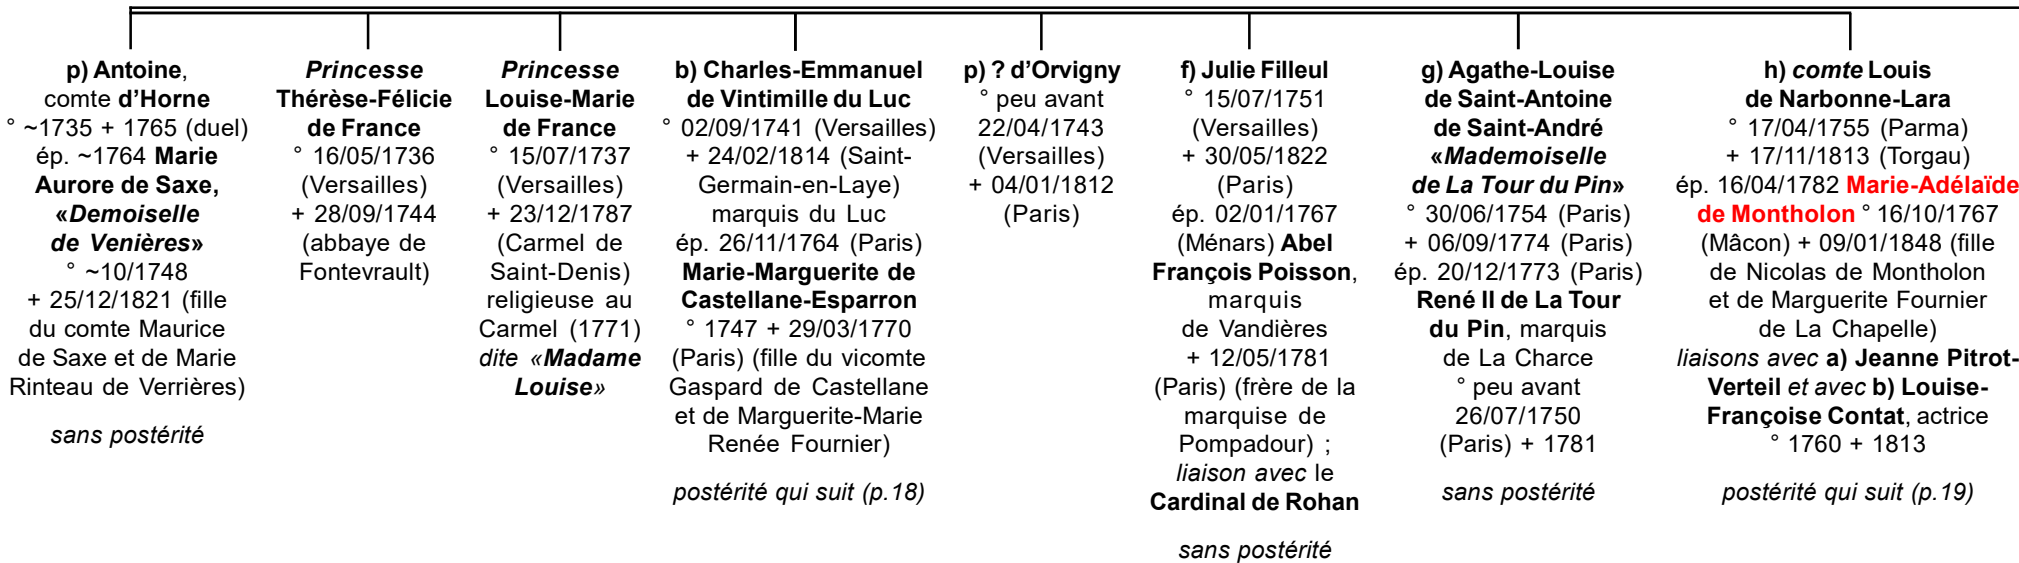 p) Antoine,
comte d’Horne
° ~1735 + 1765 (duel)
ép. ~1764 Marie
Aurore de Saxe,
«Demoiselle
de Venières»
° ~10/1748
+ 25/12/1821 (fille
du comte Maurice
de Saxe et de Marie
Rinteau de Verrières)
sans postérité
Princesse
Thérèse-Félicie
de France
° 16/05/1736
(Versailles)
+ 28/09/1744
(abbaye de
Fontevrault)
Princesse
Louise-Marie
de France
° 15/07/1737
(Versailles)
+ 23/12/1787
(Carmel de
Saint-Denis)
religieuse au
Carmel (1771)
dite «Madame
Louise»
b) Charles-Emmanuel
de Vintimille du Luc
° 02/09/1741 (Versailles)
+ 24/02/1814 (Saint-
Germain-en-Laye)
marquis du Luc
ép. 26/11/1764 (Paris)
Marie-Marguerite de
Castellane-Esparron
° 1747 + 29/03/1770
(Paris) (fille du vicomte
Gaspard de Castellane
et de Marguerite-Marie
Renée Fournier)
postérité qui suit (p.18)
p) ? d’Orvigny
° peu avant
22/04/1743
(Versailles)
+ 04/01/1812
(Paris)
f) Julie Filleul
° 15/07/1751
(Versailles)
+ 30/05/1822
(Paris)
ép. 02/01/1767
(Ménars) Abel
François Poisson,
marquis
de Vandières
+ 12/05/1781
(Paris) (frère de la
marquise de
Pompadour) ;
liaison avec le
Cardinal de Rohan
sans postérité
g) Agathe-Louise
de Saint-Antoine
de Saint-André
«Mademoiselle
de La Tour du Pin»
° 30/06/1754 (Paris)
+ 06/09/1774 (Paris)
ép. 20/12/1773 (Paris)
René II de La Tour
du Pin, marquis
de La Charce
° peu avant
26/07/1750
(Paris) + 1781
sans postérité
h) comte Louis
de Narbonne-Lara
° 17/04/1755 (Parma)
+ 17/11/1813 (Torgau)
ép. 16/04/1782 Marie-Adélaïde
de Montholon ° 16/10/1767
(Mâcon) + 09/01/1848 (fille
de Nicolas de Montholon
et de Marguerite Fournier
de La Chapelle)
liaisons avec a) Jeanne Pitrot-
Verteil et avec b) Louise-
Françoise Contat, actrice
° 1760 + 1813
postérité qui suit (p.19)